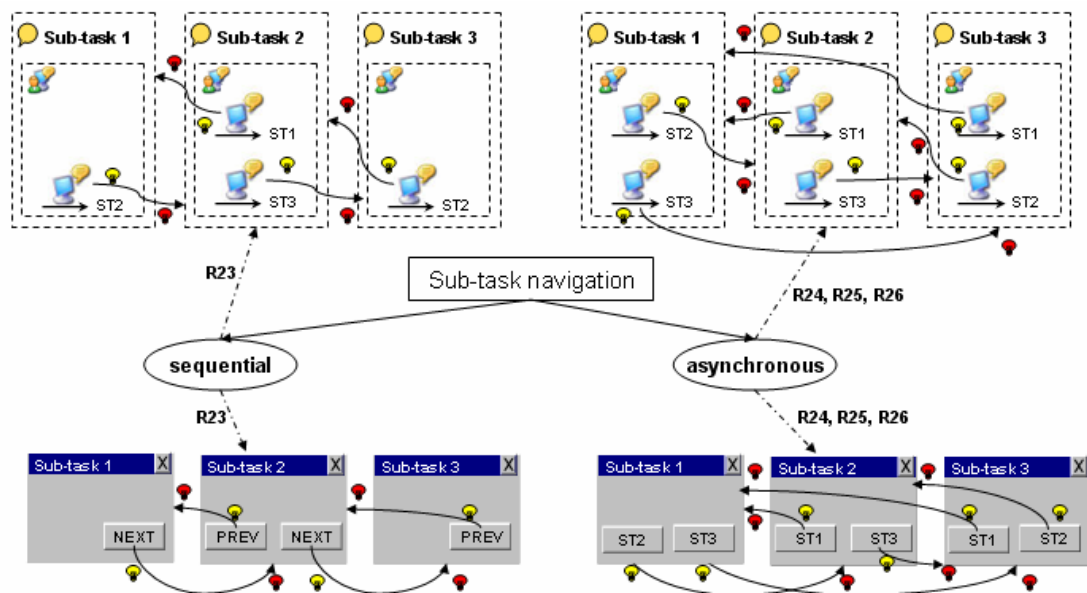 Sub-task 1
Sub-task 2
Sub-task 3
ST2
ST1
ST3
ST2
Sub-task 1
Sub-task 2
Sub-task 3
ST2
ST3
ST1
ST3
ST1
ST2
R23
Sub-task navigation
R24, R25, R26
sequential
asynchronous
R23
R24, R25, R26
Sub-task 1 X
Sub-task 2 X
Sub-task 3 X
NEXT
PREV
NEXT
PREV
Sub-task 1 X
Sub-task 2 X
Sub-task 3 X
ST2
ST3
ST1
ST3
ST1
ST2